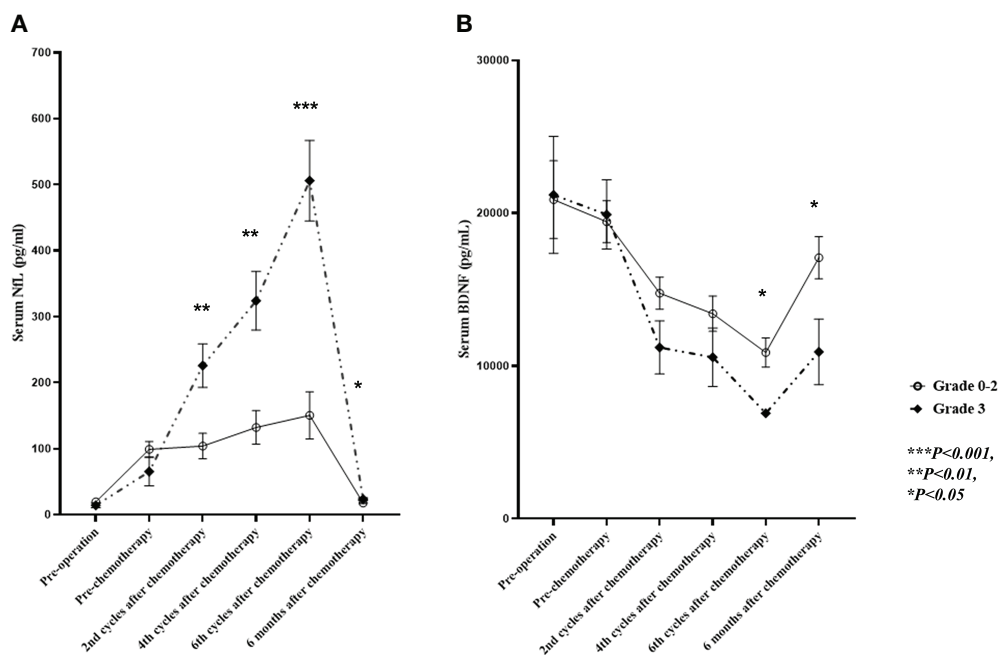 A
700
600
500
400
300
200
100
0
Serum NfL (pg/ml)
Pre-operation
Pre-chemotherapy
2nd cycles after chemotherapy
4th cycles after chemotherapy
6th cycles after chemotherapy
6 months after chemotherapy
**
**
***
*
B
30000
20000
10000
0
Serum BDNF (pg/mL)
Pre-operation
Pre-chemotherapy
2nd cycles after chemotherapy
4th cycles after chemotherapy
6th cycles after chemotherapy
6 months after chemotherapy
*
*
Grade 0-2
Grade 3
***P<0.001,
**P<0.01,
*P<0.05